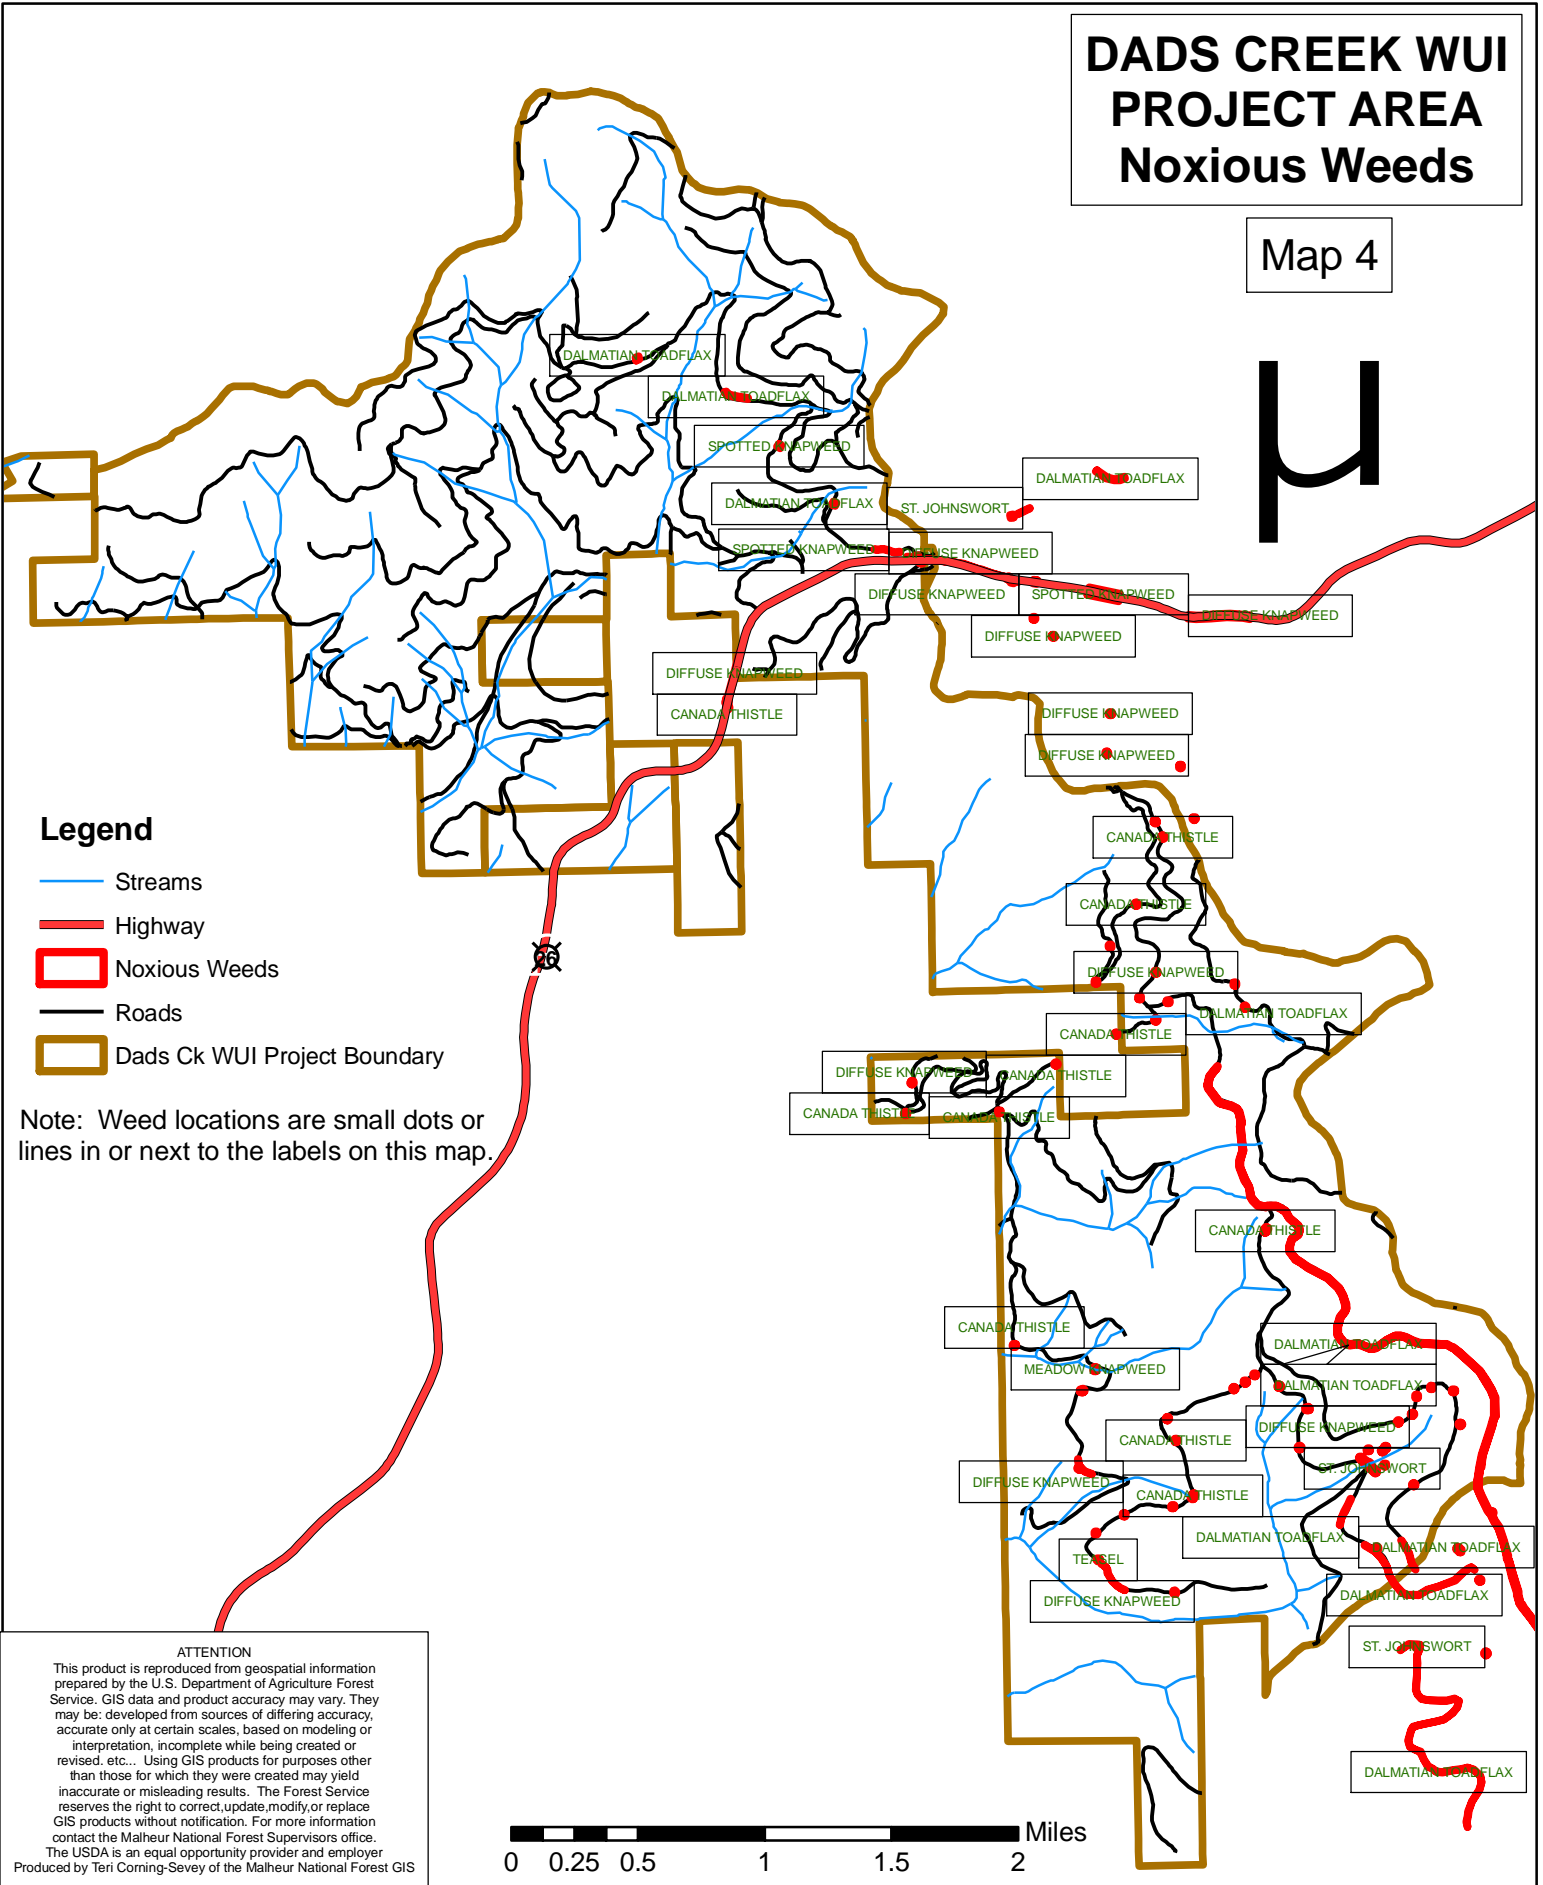 DADS CREEK WUI
PROJECT AREA
Noxious Weeds
Map 4
µ
DALMATIAN TOADFLAX
DALMATIAN TOADFLAX
SPOTTED KNAPWEED
DALMATIAN TOADFLAX
DALMATIAN TOADFLAX
ST. JOHNSWORT
SPOTTED KNAPWEED
DIFFUSE KNAPWEED
DIFFUSE KNAPWEED
SPOTTED KNAPWEED
DIFFUSE KNAPWEED
DIFFUSE KNAPWEED
DIFFUSE KNAPWEED
CANADA THISTLE
DIFFUSE KNAPWEED
DIFFUSE KNAPWEED
CANADA THISTLE
CANADA THISTLE
DIFFUSE KNAPWEED
DALMATIAN TOADFLAX
CANADA THISTLE
DIFFUSE KNAPWEED
CANADA THISTLE
CANADA THISTLE
CANADA THISTLE
CANADA THISTLE
CANADA THISTLE
DALMATIAN TOADFLAX
MEADOW KNAPWEED
DALMATIAN TOADFLAX
DIFFUSE KNAPWEED
CANADA THISTLE
ST. JOHNSWORT
DIFFUSE KNAPWEED
CANADA THISTLE
DALMATIAN TOADFLAX
DALMATIAN TOADFLAX
TEASEL
DIFFUSE KNAPWEED
DALMATIAN TOADFLAX
ST. JOHNSWORT
DALMATIAN TOADFLAX
Legend
Streams
Highway
Noxious Weeds
Roads
Dads Ck WUI Project Boundary
26
Note: Weed locations are small dots or
lines in or next to the labels on this map.
ATTENTION
This product is reproduced from geospatial information
prepared by the U.S. Department of Agriculture Forest
Service. GIS data and product accuracy may vary. They
may be: developed from sources of differing accuracy,
accurate only at certain scales, based on modeling or
interpretation, incomplete while being created or
revised. etc... Using GIS products for purposes other
than those for which they were created may yield
inaccurate or misleading results. The Forest Service
reserves the right to correct,update,modify,or replace
GIS products without notification. For more information
contact the Malheur National Forest Supervisors office.
The USDA is an equal opportunity provider and employer
Produced by Teri Corning-Sevey of the Malheur National Forest GIS
Miles
0 0.25 0.5 1 1.5 2